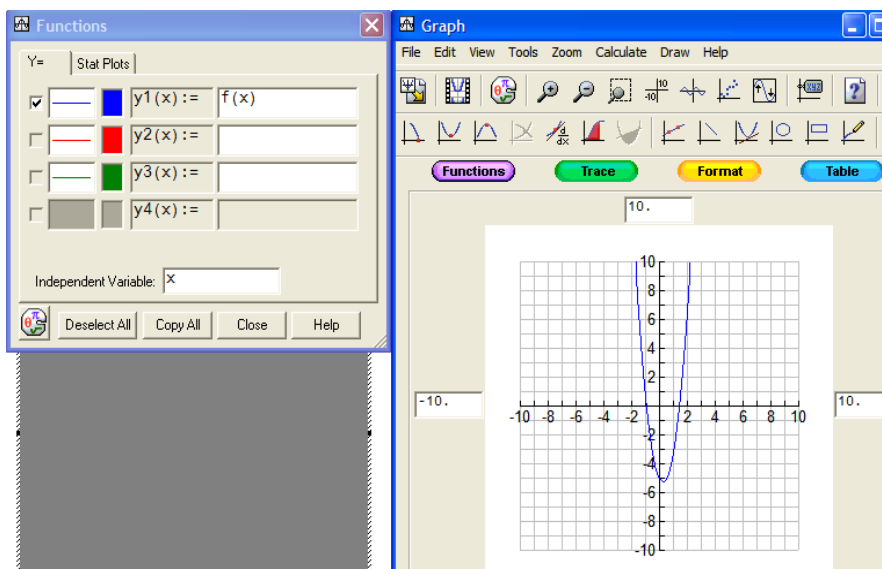 Functions
Y=
Stat Plots
y1(x):= f(x)
y2(x):=
y3(x):=
y4(x):=
Independent Variable: x
Deselect All Copy All Close Help
Graph
File Edit View Tools Zoom Calculate Draw Help
Functions Trace Format Table
10.
10
8
6
4
2
-10. 10.
-10 -8 -6 -4 -2 2 4 6 8 10
-2
-4
-6
-8
-10